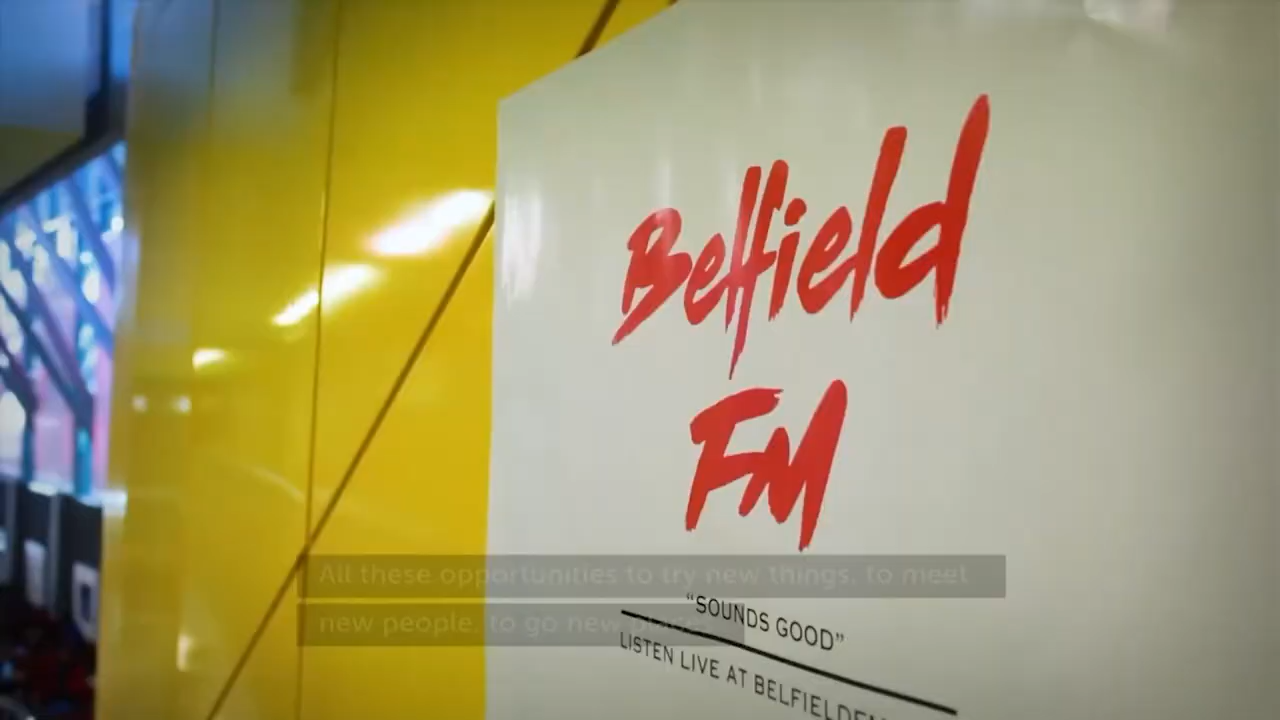 Belfield
FM
All these opportunities to try new things, to meet
new people, to go new
"SOUNDS GOOD"
LISTEN LIVE AT